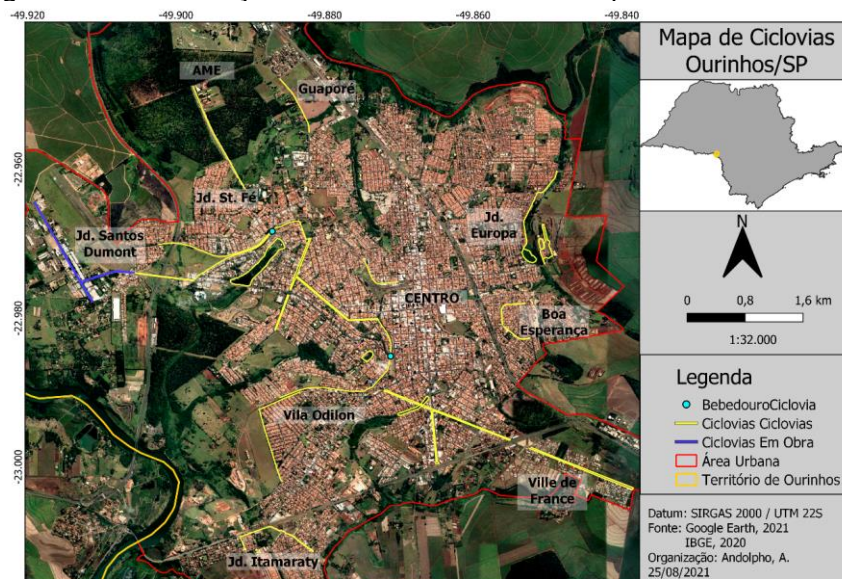 -49.920
-49.900
-49.880
-49.860
-49.840
Mapa de Ciclovias
Ourinhos/SP
AME
Guaporé
-22.960
Jd. St. Fé
Jd. Santos
Dumont
Jd.
Europa
N
-22.980
CENTRO
Boa
Esperança
0 0,8 1,6 km
1:32.000
Vila Odilon
-23.000
Ville de
France
Jd. Itamaraty
Legenda
BebedouroCiclovia
Ciclovias Ciclovias
Ciclovias Em Obra
Área Urbana
Território de Ourinhos
Datum: SIRGAS 2000 / UTM 22S
Fonte: Google Earth, 2021
IBGE, 2020
Organização: Andolpho, A.
25/08/2021